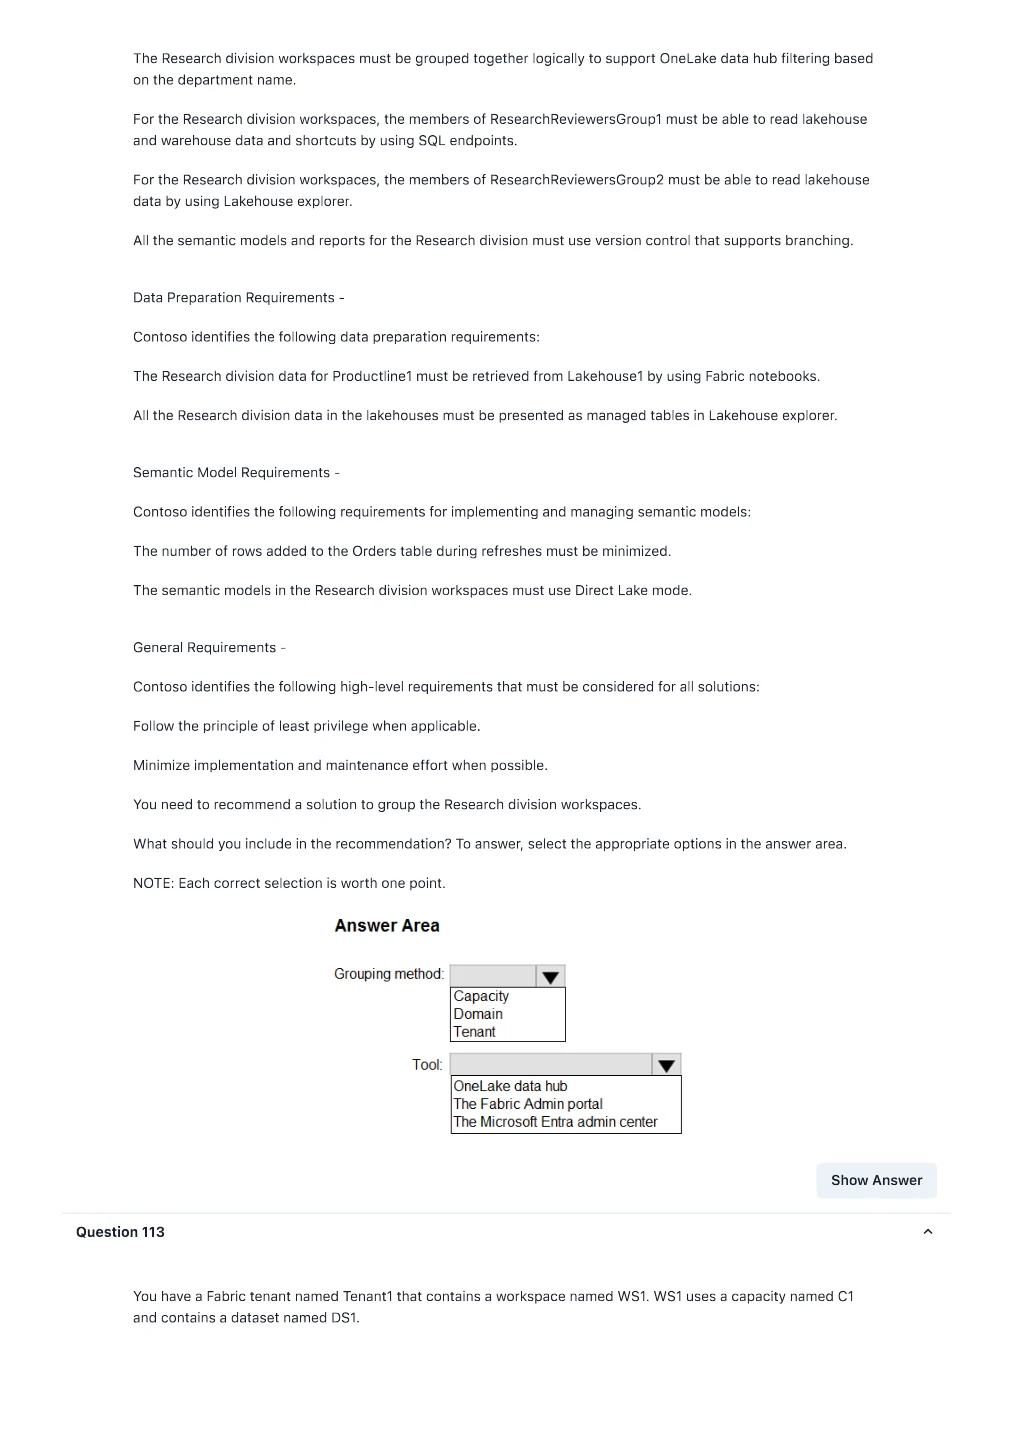 The Research division workspaces must be grouped together logically to support OneLake data hub filtering based
on the department name.
For the Research division workspaces, the members of ResearchReviewersGroup1 must be able to read lakehouse
and warehouse data and shortcuts by using SQL endpoints.
For the Research division workspaces, the members of ResearchReviewersGroup2 must be able to read lakehouse
data by using Lakehouse explorer.
All the semantic models and reports for the Research division must use version control that supports branching.
Data Preparation Requirements -
Contoso identifies the following data preparation requirements:
The Research division data for Productline1 must be retrieved from Lakehouse1 by using Fabric notebooks.
All the Research division data in the lakehouses must be presented as managed tables in Lakehouse explorer.
Semantic Model Requirements -
Contoso identifies the following requirements for implementing and managing semantic models:
The number of rows added to the Orders table during refreshes must be minimized.
The semantic models in the Research division workspaces must use Direct Lake mode.
General Requirements -
Contoso identifies the following high-level requirements that must be considered for all solutions:
Follow the principle of least privilege when applicable.
Minimize implementation and maintenance effort when possible.
You need to recommend a solution to group the Research division workspaces.
What should you include in the recommendation? To answer, select the appropriate options in the answer area.
NOTE: Each correct selection is worth one point.
Answer Area
Grouping method:
Capacity
Domain
Tenant
Tool:
OneLake data hub
The Fabric Admin portal
The Microsoft Entra admin center
Show Answer
Question 113
You have a Fabric tenant named Tenant1 that contains a workspace named WS1. WS1 uses a capacity named C1
and contains a dataset named DS1.